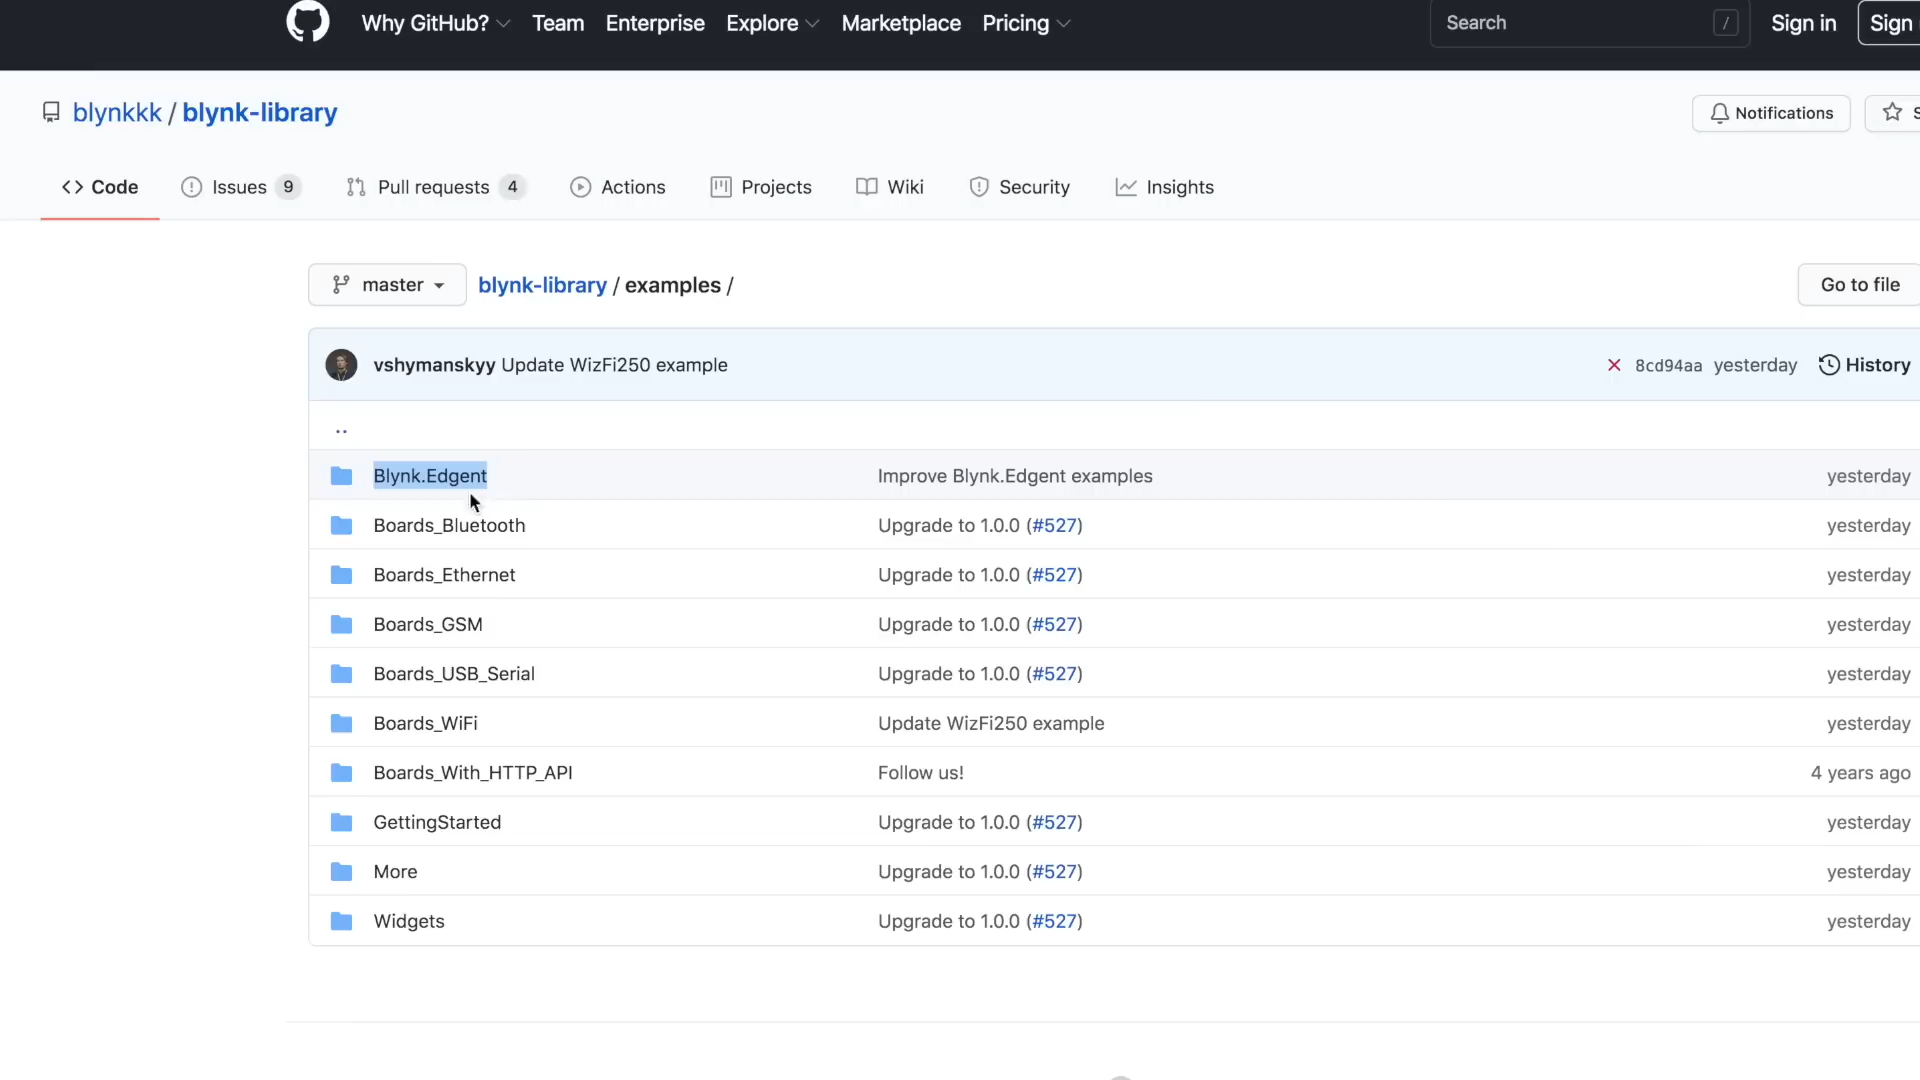 Why GitHub? Team Enterprise Explore Marketplace Pricing Search / Sign in Sign
blynkkk / blynk-library Notifications
Code Issues 9 Pull requests 4 Actions Projects Wiki Security Insights
master blynk-library / examples / Go to file
vshymanskyy Update WizFi250 example 8cd94aa yesterday History
..
Blynk.Edgent Improve Blynk.Edgent examples yesterday
Boards_Bluetooth Upgrade to 1.0.0 (#527) yesterday
Boards_Ethernet Upgrade to 1.0.0 (#527) yesterday
Boards_GSM Upgrade to 1.0.0 (#527) yesterday
Boards_USB_Serial Upgrade to 1.0.0 (#527) yesterday
Boards_WiFi Update WizFi250 example yesterday
Boards_With_HTTP_API Follow us! 4 years ago
GettingStarted Upgrade to 1.0.0 (#527) yesterday
More Upgrade to 1.0.0 (#527) yesterday
Widgets Upgrade to 1.0.0 (#527) yesterday